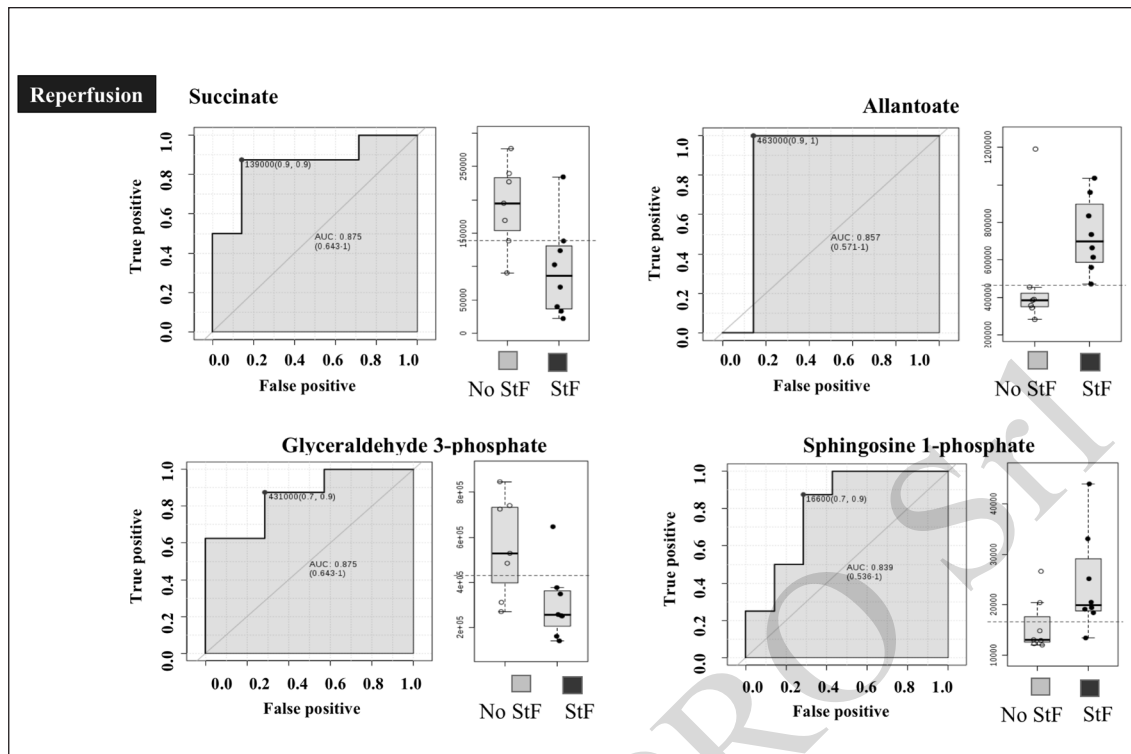 Reperfusion
Succinate
True positive
0.0 0.2 0.4 0.6 0.8 1.0
139000(0.9, 0.9)
AUC: 0.875
(0.643-1)
0.0 0.2 0.4 0.6 0.8 1.0
False positive
0 50000 150000 250000
No StF StF
Allantoate
True positive
0.0 0.2 0.4 0.6 0.8 1.0
463000(0.9, 1)
AUC: 0.857
(0.571-1)
0.0 0.2 0.4 0.6 0.8 1.0
False positive
200000 400000 600000 800000 1200000
No StF StF
Glyceraldehyde 3-phosphate
True positive
0.0 0.2 0.4 0.6 0.8 1.0
431000(0.7, 0.9)
AUC: 0.875
(0.643-1)
0.0 0.2 0.4 0.6 0.8 1.0
False positive
2e+05 4e+05 6e+05 8e+05
No StF StF
Sphingosine 1-phosphate
True positive
0.0 0.2 0.4 0.6 0.8 1.0
16600(0.7, 0.9)
AUC: 0.839
(0.536-1)
0.0 0.2 0.4 0.6 0.8 1.0
False positive
10000 20000 30000 40000
No StF StF
RO Srl